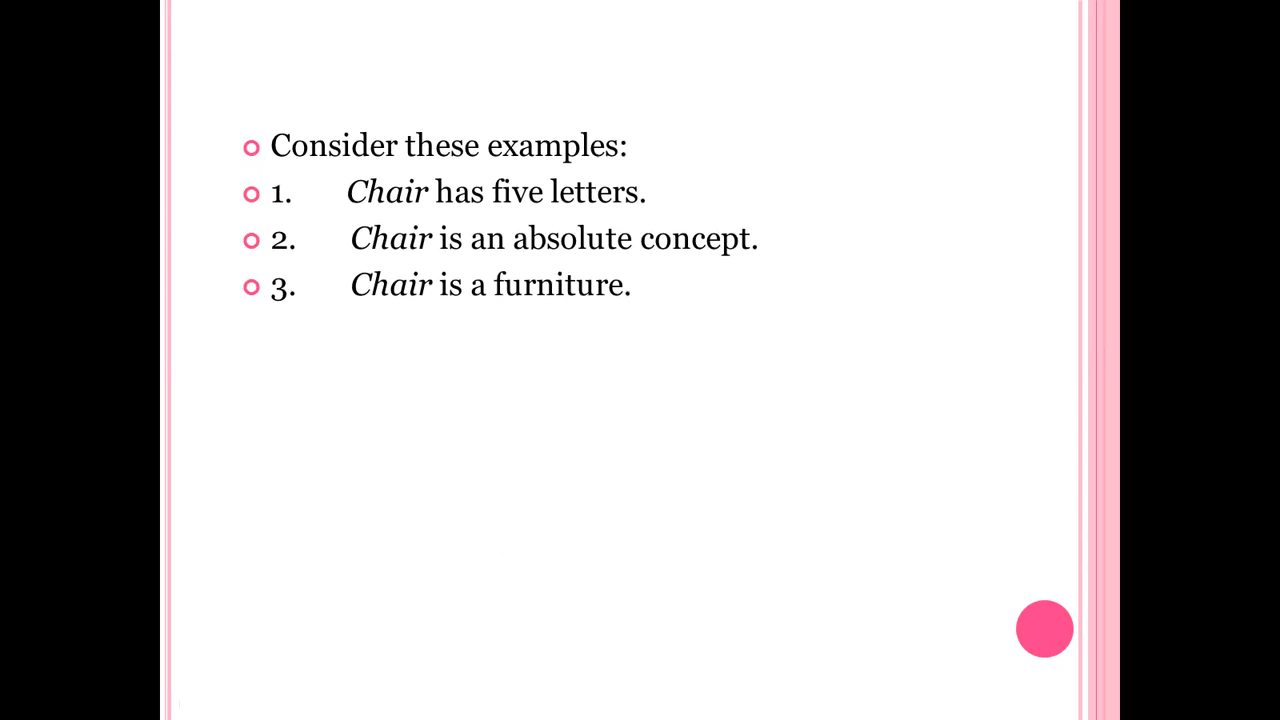 Consider these examples:
1. Chair has five letters.
2. Chair is an absolute concept.
3. Chair is a furniture.